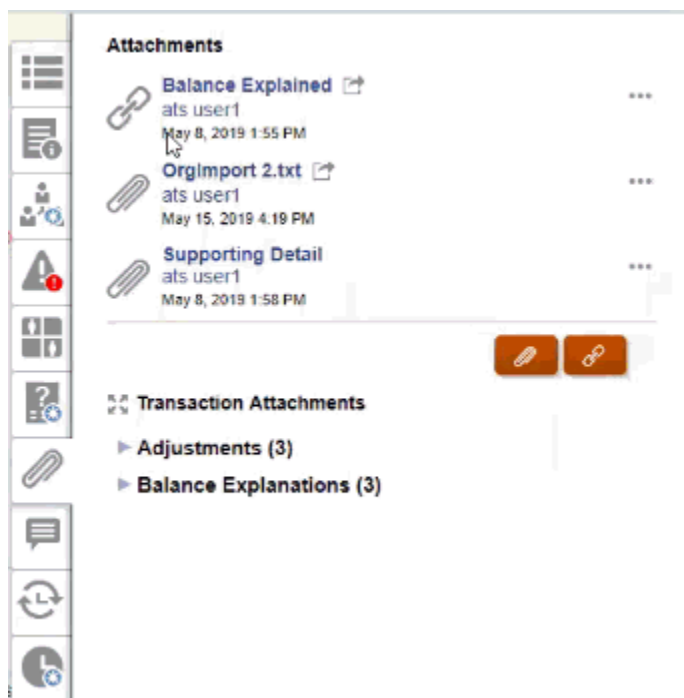 Attachments
Balance Explained
ats user1
May 8, 2019 1:55 PM
OrgImport 2.txt
ats user1
May 15, 2019 4:19 PM
Supporting Detail
ats user1
May 8, 2019 1:58 PM
Transaction Attachments
Adjustments (3)
Balance Explanations (3)